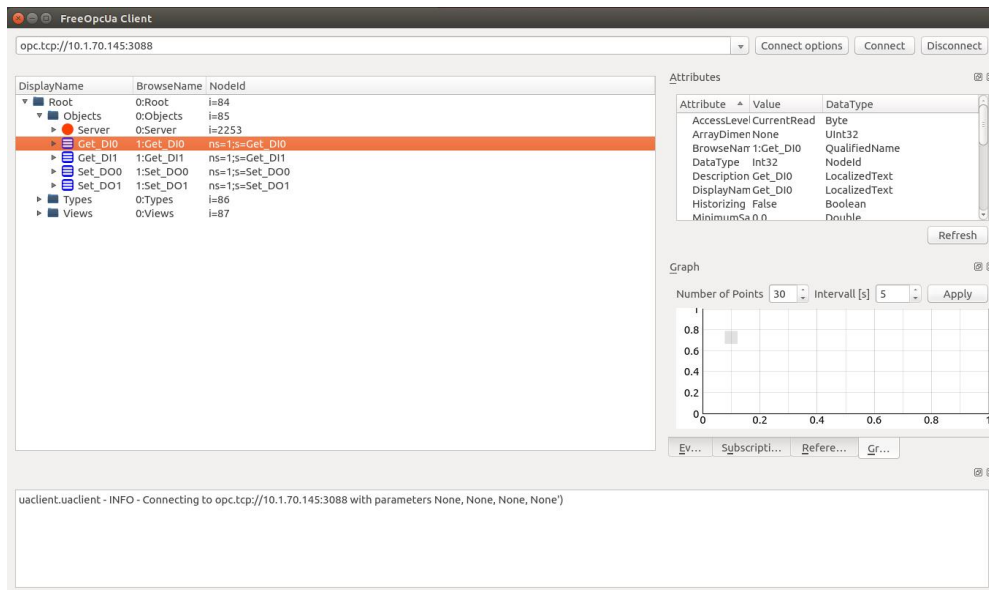 FreeOpcUa Client
opc.tcp://10.1.70.145:3088
Connect options
Connect
Disconnect
DisplayName BrowseName NodeId
Root 0:Root i=84
Objects 0:Objects i=85
Server 0:Server i=2253
Get_DI0 1:Get_DI0 ns=1;s=Get_DI0
Get_DI1 1:Get_DI1 ns=1;s=Get_DI1
Set_DO0 1:Set_DO0 ns=1;s=Set_DO0
Set_DO1 1:Set_DO1 ns=1;s=Set_DO1
Types 0:Types i=86
Views 0:Views i=87
Attributes
Attribute Value DataType
AccessLevel CurrentRead Byte
ArrayDimen None UInt32
BrowseNam 1:Get_DI0 QualifiedName
DataType Int32 NodeId
Description Get_DI0 LocalizedText
DisplayNam Get_DI0 LocalizedText
Historizing False Boolean
MinimumSa 0.0 Double
Refresh
Graph
Number of Points 30 Intervall [s] 5 Apply
1
0.8
0.6
0.4
0.2
0
0 0.2 0.4 0.6 0.8 1
Ev... Subscripti... Refere... Gr...
uaclient.uaclient - INFO - Connecting to opc.tcp://10.1.70.145:3088 with parameters None, None, None, None')